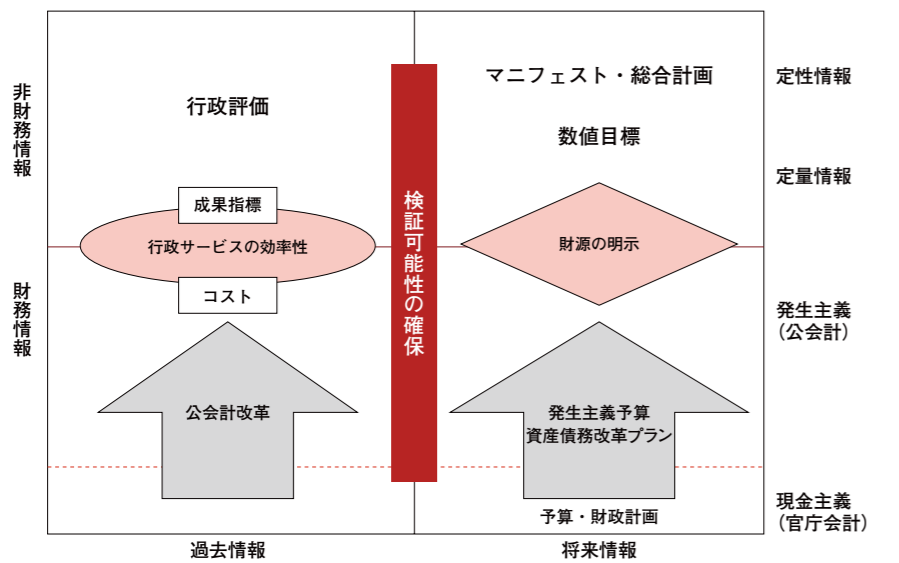 マニフェスト・総合計画
定性情報
行政評価
数値目標
非財務情報
定量情報
成果指標
行政サービスの効率性
コスト
検証可能性の確保
財源の明示
財務情報
発生主義
(公会計)
公会計改革
発生主義予算
資産債務改革プラン
現金主義
(官庁会計)
予算・財政計画
過去情報
将来情報